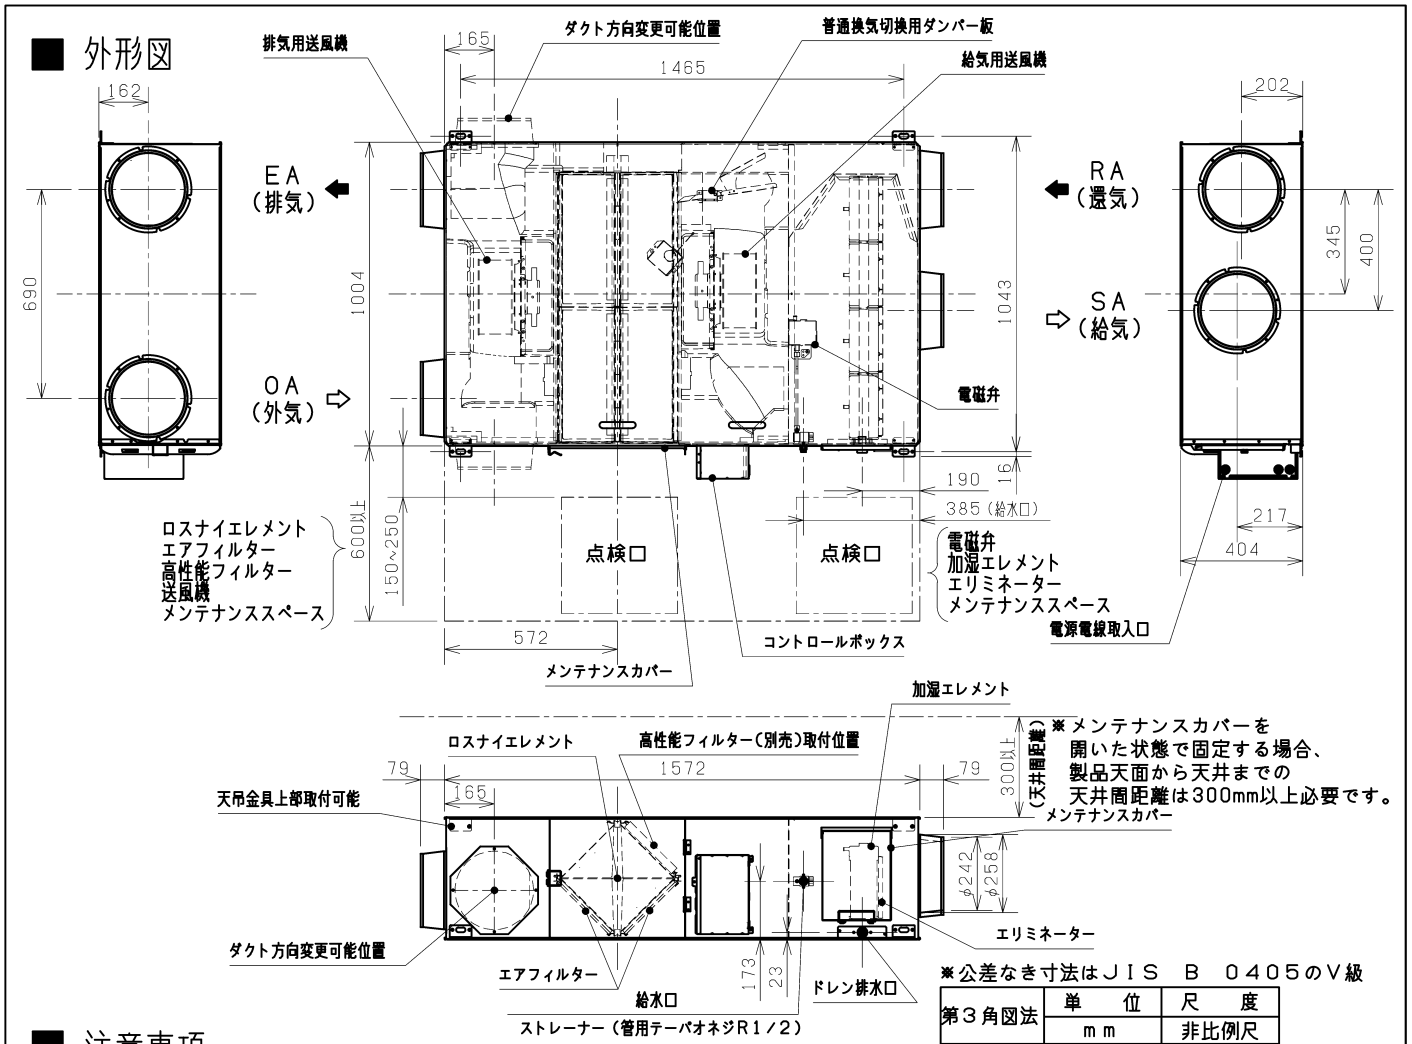 ■ 外形図
排気用送風機
165
ダクト方向変更可能位置
普通換気切換用ダンパー板
給気用送風機
1465
162
202
EA
(排気)
RA
(還気)
690
1004
1043
345
400
SA
(給気)
OA
(外気)
電磁弁
16
190
385(給水口)
217
404
600以上
150~250
ロスナイエレメント
エアフィルター
高性能フィルター
送風機
メンテナンススペース
点検口
点検口
電磁弁
加湿エレメント
エリミネーター
メンテナンススペース
電源電線取入口
572
コントロールボックス
メンテナンスカバー
加湿エレメント
ロスナイエレメント
高性能フィルター(別売)取付位置
300以上
(天井間距離)
※メンテナンスカバーを
開いた状態で固定する場合、
製品天面から天井までの
天井間距離は300mm以上必要です。
79
1572
79
165
天吊金具上部取付可能
メンテナンスカバー
φ242
φ258
ダクト方向変更可能位置
エアフィルター
173
23
エリミネーター
ドレン排水口
給水口
ストレーナー(管用テーパオネジR1/2)
※公差なき寸法はJIS B 0405のV級
第3角図法
単 位
尺 度
mm
非比例尺
■ 注意事項